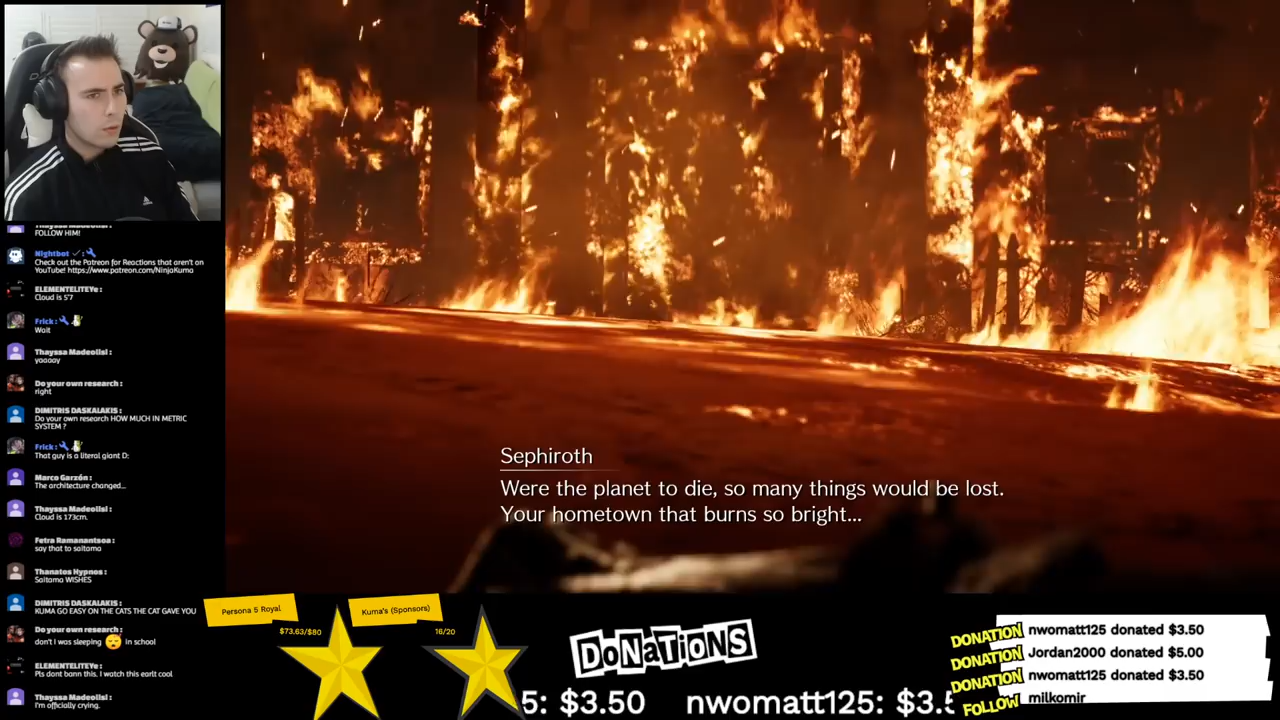 FOLLOW HIM!
Nightbot
Check out the Patreon for Reactions that aren't on
YouTube! https://www.patreon.com/NinjaKuma
ELEMENTELITEYe :
Cloud is 5'7
Frick :
Wait
Thayssa Madeolisi :
yaaaay
Do your own research :
right
DIMITRIS DASKALAKIS :
Do your own research HOW MUCH IN METRIC
SYSTEM ?
Frick :
That guy is a literal giant D:
Marco Garzón :
The architecture changed...
Thayssa Madeolisi :
Cloud is 173cm.
Fetra Ramanantsoa :
say that to saitama
Thanatos Hypnos :
Saitama WISHES
DIMITRIS DASKALAKIS :
KUMA GO EASY ON THE CATS THE CAT GAVE YOU
Do your own research :
don't I was sleeping 😴 in school
ELEMENTELITEYe :
Pls dont bann this. I watch this earlt cool
Thayssa Madeolisi :
I'm officially crying.
Sephiroth
Were the planet to die, so many things would be lost.
Your hometown that burns so bright...
Persona 5 Royal
$73.63/$80
Kuma's (Sponsors)
16/20
DoNaTioNS
5: $3.50 nwomatt125: $3.5
DONATION nwomatt125 donated $3.50
DONATION Jordan2000 donated $5.00
DONATION nwomatt125 donated $3.50
FOLLOW milkomir